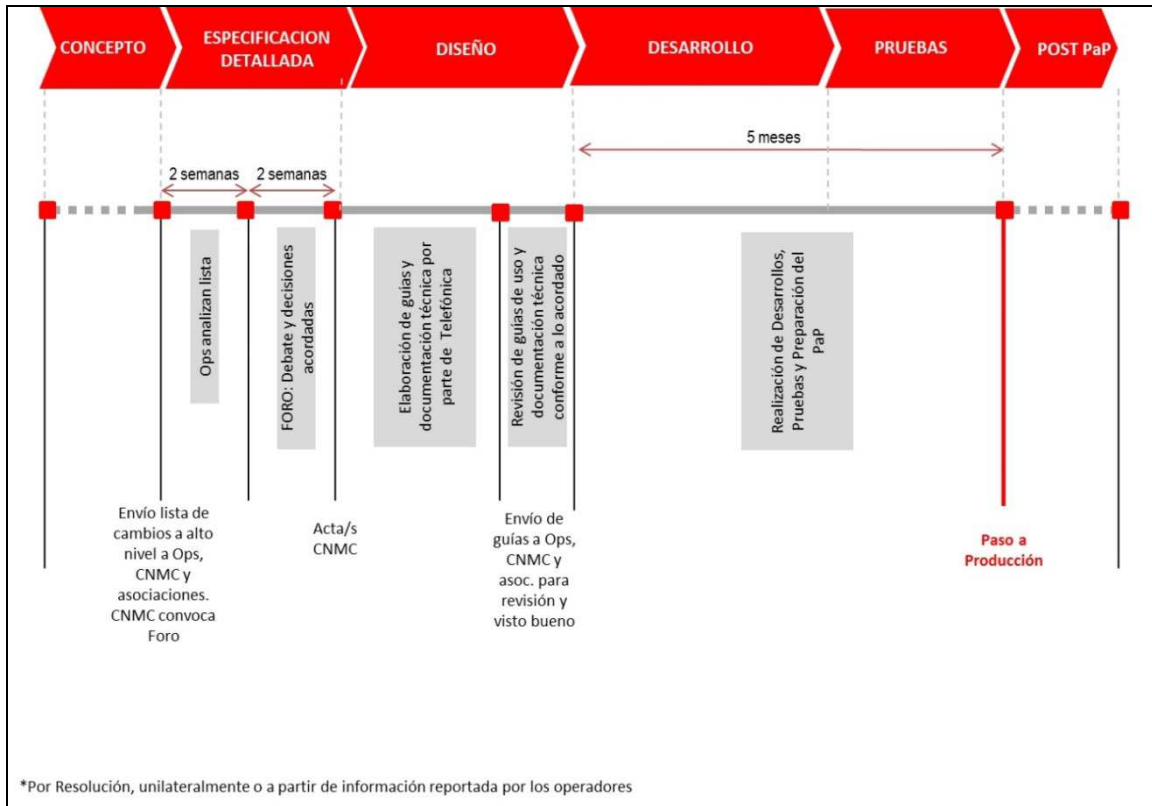 CONCEPTO
ESPECIFICACION
DETALLADA
DISEÑO
DESARROLLO
PRUEBAS
POST PaP
5 meses
2 semanas
2 semanas
Ops analizan lista
FORO: Debate y decisiones
acordadas
Elaboración de guías y
documentación técnica por
parte de Telefónica
Revisión de guías de uso y
documentación técnica
conforme a lo acordado
Realización de Desarrollos,
Pruebas y Preparación del
PaP
Envío lista de
cambios a alto
nivel a Ops,
CNMC y
asociaciones.
CNMC convoca
Foro
Acta/s
CNMC
Envío de
guías a Ops,
CNMC y
asoc. para
revisión y
visto bueno
Paso a
Producción
*Por Resolución, unilateralmente o a partir de información reportada por los operadores